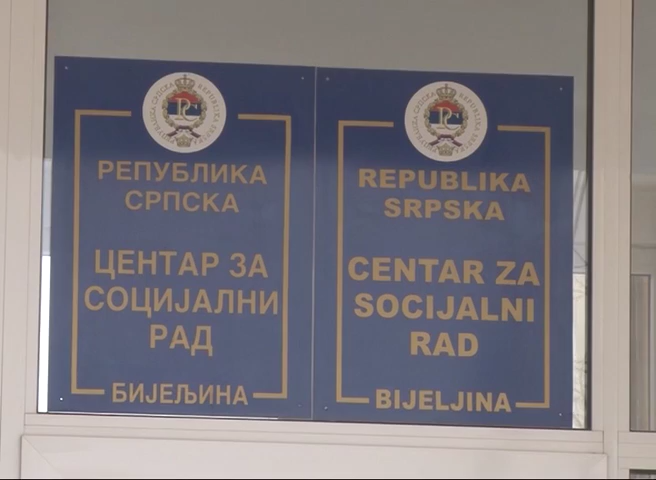 РЕПУБЛИКА
СРПСКА
ЦЕНТАР ЗА
СОЦИЈАЛНИ
РАД
БИЈЕЉИНА
REPUBLIKA
SRPSKA
CENTAR ZA
SOCIJALNI
RAD
BIJELJINA